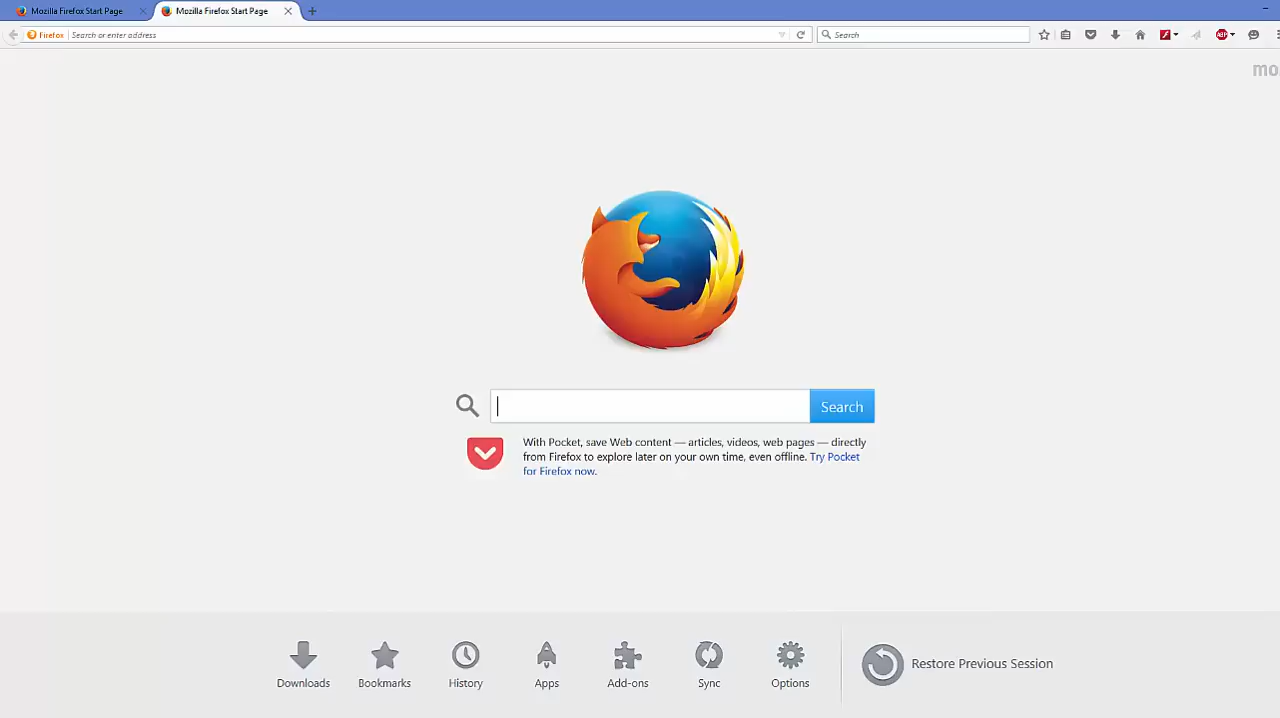 Mozilla Firefox Start Page
Mozilla Firefox Start Page
Firefox
Search or enter address
Search
ABP
mo
Search
With Pocket, save Web content — articles, videos, web pages — directly
from Firefox to explore later on your own time, even offline. Try Pocket
for Firefox now.
Downloads
Bookmarks
History
Apps
Add-ons
Sync
Options
Restore Previous Session